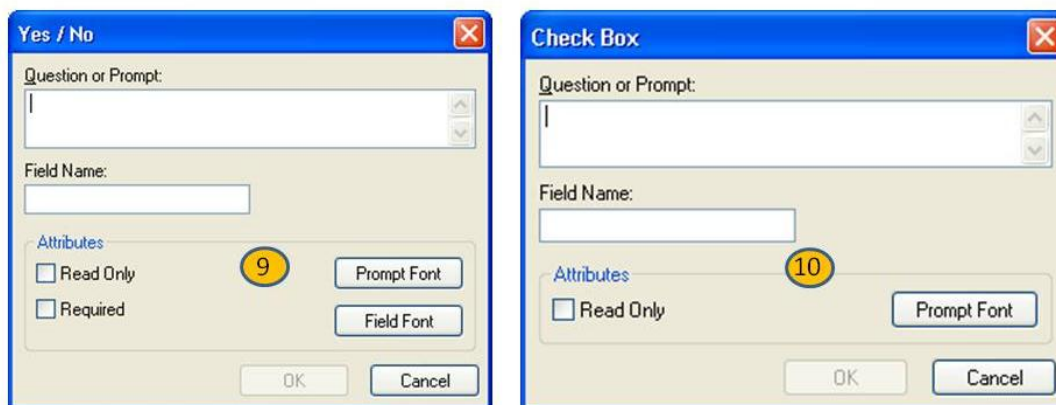 Yes / No
Question or Prompt:
Field Name:
Attributes
Read Only
9
Prompt Font
Required
Field Font
OK
Cancel
Check Box
Question or Prompt:
Field Name:
Attributes
10
Read Only
Prompt Font
OK
Cancel